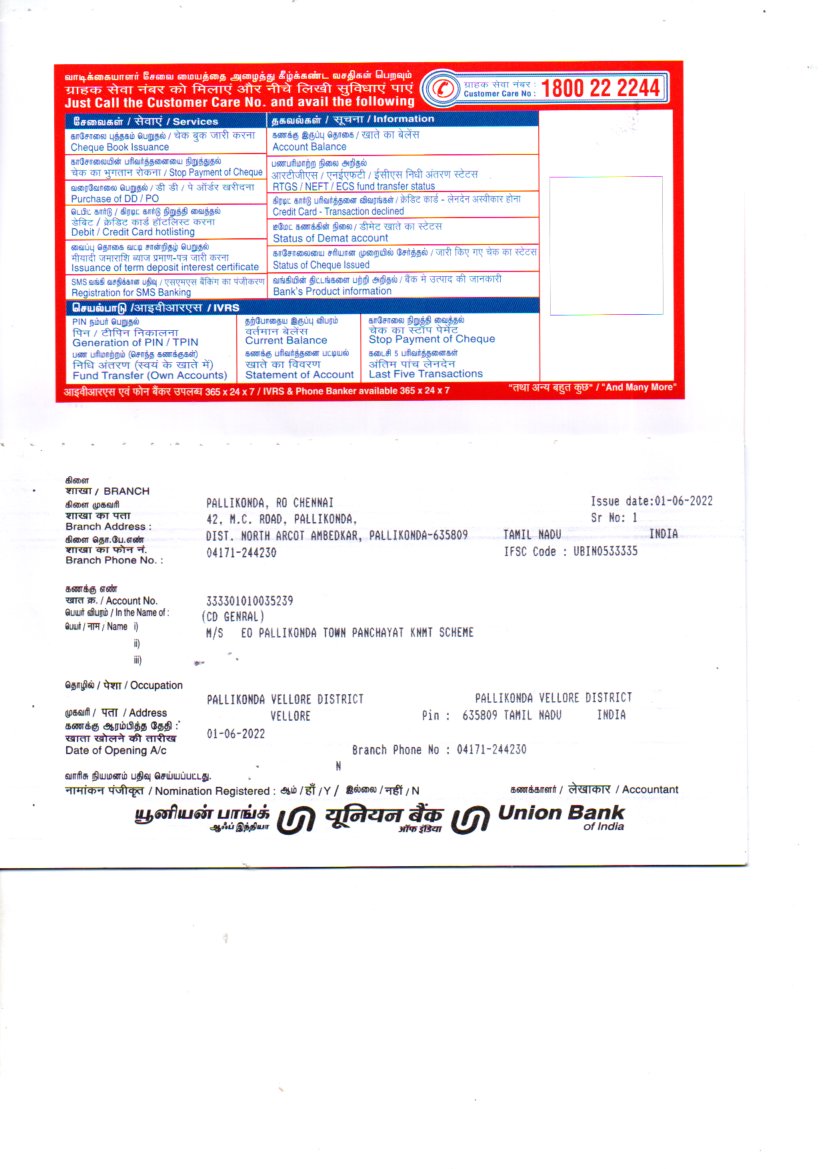 வாடிக்கையாளர் சேவை மையத்தை அழைத்து கீழ்க்கண்ட வசதிகள் பெறவும்
ग्राहक सेवा नंबर को मिलाएं और नीचे लिखी सुविधाएं पाएं
Just Call the Customer Care No. and avail the following
ग्राहक सेवा नंबर :
Customer Care No :
1800 22 2244
சேவைகள் / सेवाएं / Services
காசோலை புத்தகம் பெறுதல் / चेक बुक जारी करना
Cheque Book Issuance
காசோலையின் பரிவர்த்தனையை நிறுத்துதல்
चेक का भुगतान रोकना / Stop Payment of Cheque
வரைவோலை பெறுதல் / डी डी / पे ऑर्डर खरीदना
Purchase of DD / PO
டெபிட் கார்டு / கிரடிட் கார்டு நிறுத்தி வைத்தல்
डेबिट / क्रेडिट कार्ड हॉटलिस्ट करना
Debit / Credit Card hotlisting
வைப்பு தொகை வட்டி சான்றிதழ் பெறுதல்
मीयादी जमाराशि ब्याज प्रमाण-पत्र जारी करना
Issuance of term deposit interest certificate
SMS வங்கி வசதிக்கான பதிவு / एसएमएस बैंकिंग का पंजीकरण
Registration for SMS Banking
தகவல்கள் / सूचना / Information
கணக்கு இருப்பு தொகை / खाते का बेलेंस
Account Balance
பணபரிமாற்ற நிலை அறிதல்
आरटीजीएस / एनईएफटी / ईसीएस निधी अंतरण स्टेटस
RTGS / NEFT / ECS fund transfer status
கிரடிட் கார்டு பரிவர்த்தனை விவரங்கள் / क्रेडिट कार्ड - लेनदेन अस्वीकार होना
Credit Card - Transaction declined
டிமேட் கணக்கின் நிலை / डीमेट खाते का स्टेटस
Status of Demat account
காசோலையை சரியான முறையில் சேர்த்தல் / जारी किए गए चेक का स्टेटस
Status of Cheque Issued
வங்கியின் திட்டங்களை பற்றி அறிதல் / बैंक मे उत्पाद की जानकारी
Bank's Product information
செயல்பாடு /आइवीआरएस / IVRS
PIN நம்பர் பெறுதல்
पिन / टीपिन निकालना
Generation of PIN / TPIN
பண பரிமாற்றம் (சொந்த கணக்குகள்)
निधि अंतरण (स्वयं के खाते में)
Fund Transfer (Own Accounts)
தற்போதைய இருப்பு விபரம்
वर्तमान बेलेंस
Current Balance
கணக்கு பரிவர்த்தனை பட்டியல்
खाते का विवरण
Statement of Account
காசோலை நிறுத்தி வைத்தல்
चेक का स्टॉप पेमेंट
Stop Payment of Cheque
கடைசி 5 பரிவர்த்தனைகள்
अंतिम पांच लेनदेन
Last Five Transactions
आइवीआरएस एवं फोन बैंकर उपलब्ध 365 x 24 x 7 / IVRS & Phone Banker available 365 x 24 x 7
"तथा अन्य बहुत कुछ" / "And Many More"
கிளை
शाखा / BRANCH
PALLIKONDA, RO CHENNAI
Issue date:01-06-2022
கிளை முகவரி
शाखा का पता
Branch Address :
42, M.C. ROAD, PALLIKONDA,
Sr No: 1
DIST. NORTH ARCOT AMBEDKAR, PALLIKONDA-635809
TAMIL NADU
INDIA
கிளை தொ.பே.எண்
शाखा का फोन नं.
Branch Phone No. :
04171-244230
IFSC Code : UBIN0533335
கணக்கு எண்
खात क्र. / Account No.
333301010035239
பெயர் விபரம் / In the Name of :
(CD GENRAL)
பெயர் / नाम / Name i)
M/S EO PALLIKONDA TOWN PANCHAYAT KNMT SCHEME
ii)
iii)
தொழில் / पेशा / Occupation
PALLIKONDA VELLORE DISTRICT
PALLIKONDA VELLORE DISTRICT
முகவரி / पता / Address
VELLORE
Pin : 635809 TAMIL NADU
INDIA
கணக்கு ஆரம்பித்த தேதி :
खाता खोलने की तारीख
Date of Opening A/c
01-06-2022
Branch Phone No : 04171-244230
N
வாரிசு நியமனம் பதிவு செய்யப்பட்டது.
नामांकन पंजीकृत / Nomination Registered : ஆம் / हाँ / Y / இல்லை / नहीं / N
கணக்காளர் / लेखाकार / Accountant
யூனியன் பாங்க்
ஆஃப் இந்தியா
यूनियन बैंक
ऑफ इंडिया
Union Bank
of India